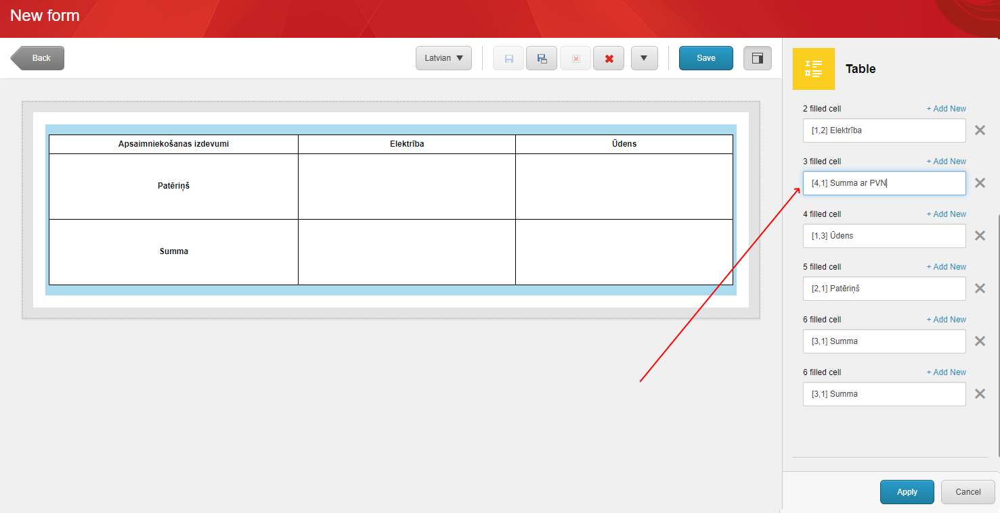 New form
Back
Latvian
Save
Apsaimniekošanas izdevumi Elektrība Ūdens
Patēriņš
Summa
Table
2 filled cell + Add New
[1,2] Elektrība
3 filled cell + Add New
[4,1] Summa ar PVN
4 filled cell + Add New
[1,3] Ūdens
5 filled cell + Add New
[2,1] Patēriņš
6 filled cell + Add New
[3,1] Summa
6 filled cell + Add New
[3,1] Summa
Apply Cancel